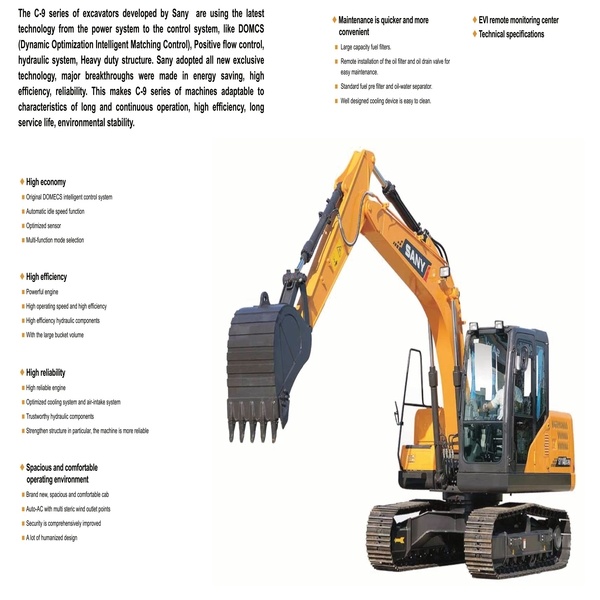 The C-9 series of excavators developed by Sany are using the latest
technology from the power system to the control system, like DOMCS
(Dynamic Optimization Intelligent Matching Control), Positive flow control,
hydraulic system, Heavy duty structure. Sany adopted all new exclusive
technology, major breakthroughs were made in energy saving, high
efficiency, reliability. This makes C-9 series of machines adaptable to
characteristics of long and continuous operation, high efficiency, long
service life, environmental stability.
High economy
Original DOMECS intelligent control system
Automatic idle speed function
Optimized sensor
Multi-function mode selection
High efficiency
Powerful engine
High operating speed and high efficiency
High efficiency hydraulic components
With the large bucket volume
High reliability
High reliable engine
Optimized cooling system and air-intake system
Trustworthy hydraulic components
Strengthen structure in particular, the machine is more reliable
Spacious and comfortable
operating environment
Brand new, spacious and comfortable cab
Auto-AC with multi steric wind outlet points
Security is comprehensively improved
A lot of humanized design
Maintenance is quicker and more
convenient
Large capacity fuel filters.
Remote installation of the oil filter and oil drain valve for
easy maintenance.
Standard fuel pre filter and oil-water separator.
Well designed cooling device is easy to clean.
EVI remote monitoring center
Technical specifications
SANY